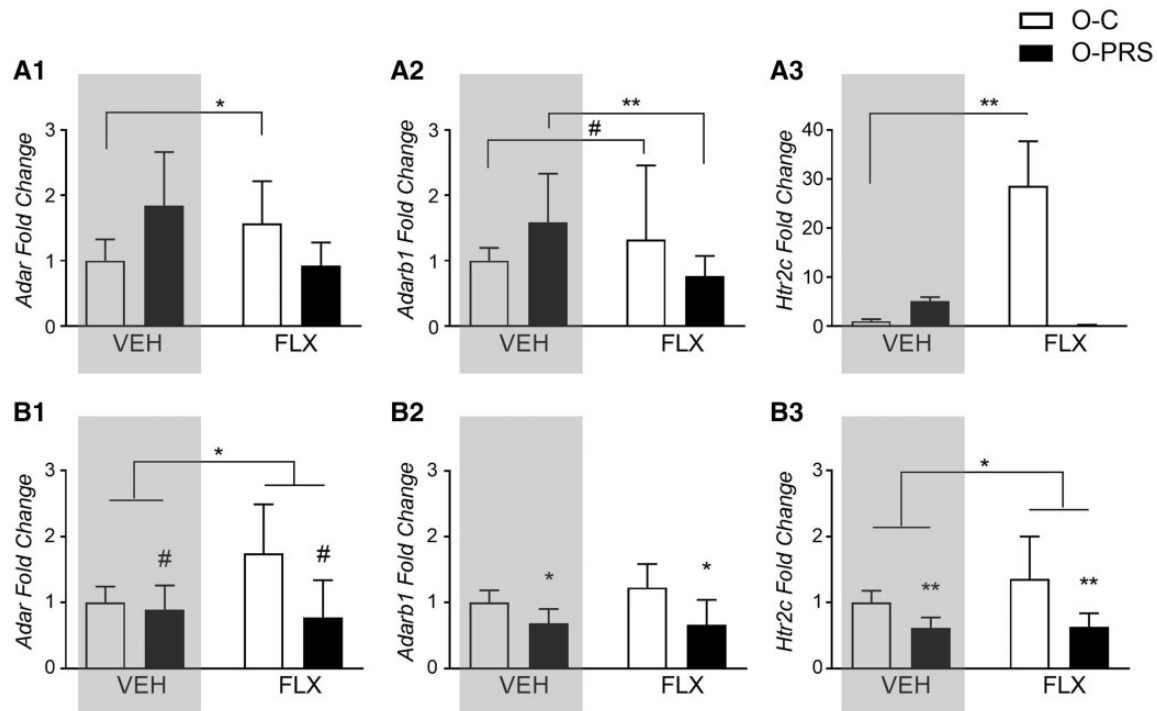 O-C
O-PRS
A1
Adar Fold Change
3
2
1
0
*
VEH
FLX
A2
Adarb1 Fold Change
3
2
1
0
**
#
VEH
FLX
A3
Htr2c Fold Change
40
30
20
10
0
**
VEH
FLX
B1
Adar Fold Change
3
2
1
0
*
#
#
VEH
FLX
B2
Adarb1 Fold Change
3
2
1
0
*
*
VEH
FLX
B3
Htr2c Fold Change
3
2
1
0
*
**
**
VEH
FLX